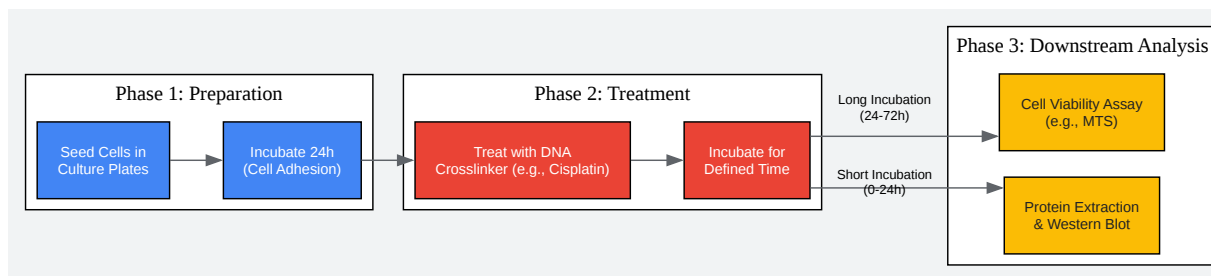 Phase 1: Preparation
Seed Cells in
Culture Plates
Incubate 24h
(Cell Adhesion)
Phase 2: Treatment
Treat with DNA
Crosslinker (e.g., Cisplatin)
Incubate for
Defined Time
Long Incubation
(24-72h)
Short Incubation
(0-24h)
Phase 3: Downstream Analysis
Cell Viability Assay
(e.g., MTS)
Protein Extraction
& Western Blot